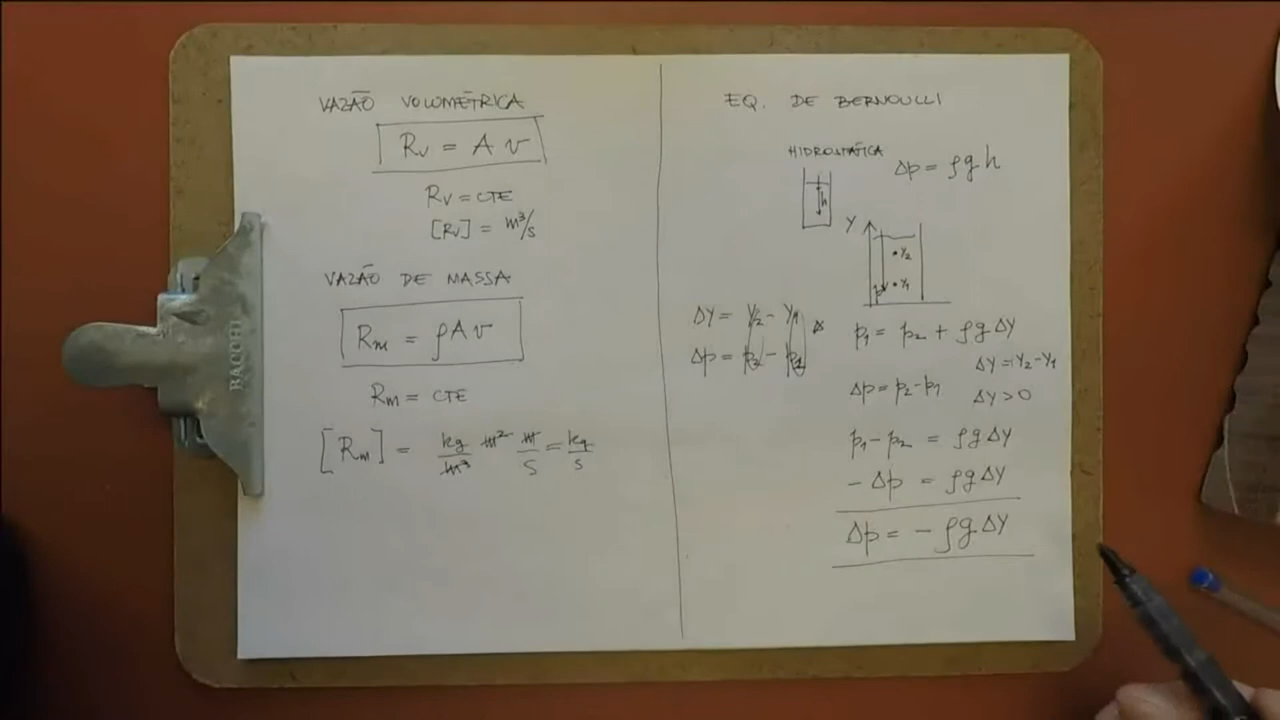 VAZÃO VOLUMÉTRICA
Rv = A v
Rv = CTE
[Rv] = m³/s
VAZÃO DE MASSA
Rm = ρ A v
Rm = CTE
[Rm] = kg/m³ m² m/s = kg/s
BACCHI
EQ. DE BERNOULLI
HIDROSTÁTICA
Δp = ρ g h
h
Y
Y2
Y1
p
ΔY = Y2 - Y1
Δp = p2 - p1
p1 = p2 + ρ g ΔY
ΔY = Y2 - Y1
Δp = p2 - p1
ΔY > 0
p1 - p2 = ρ g ΔY
- Δp = ρ g ΔY
Δp = - ρ g ΔY